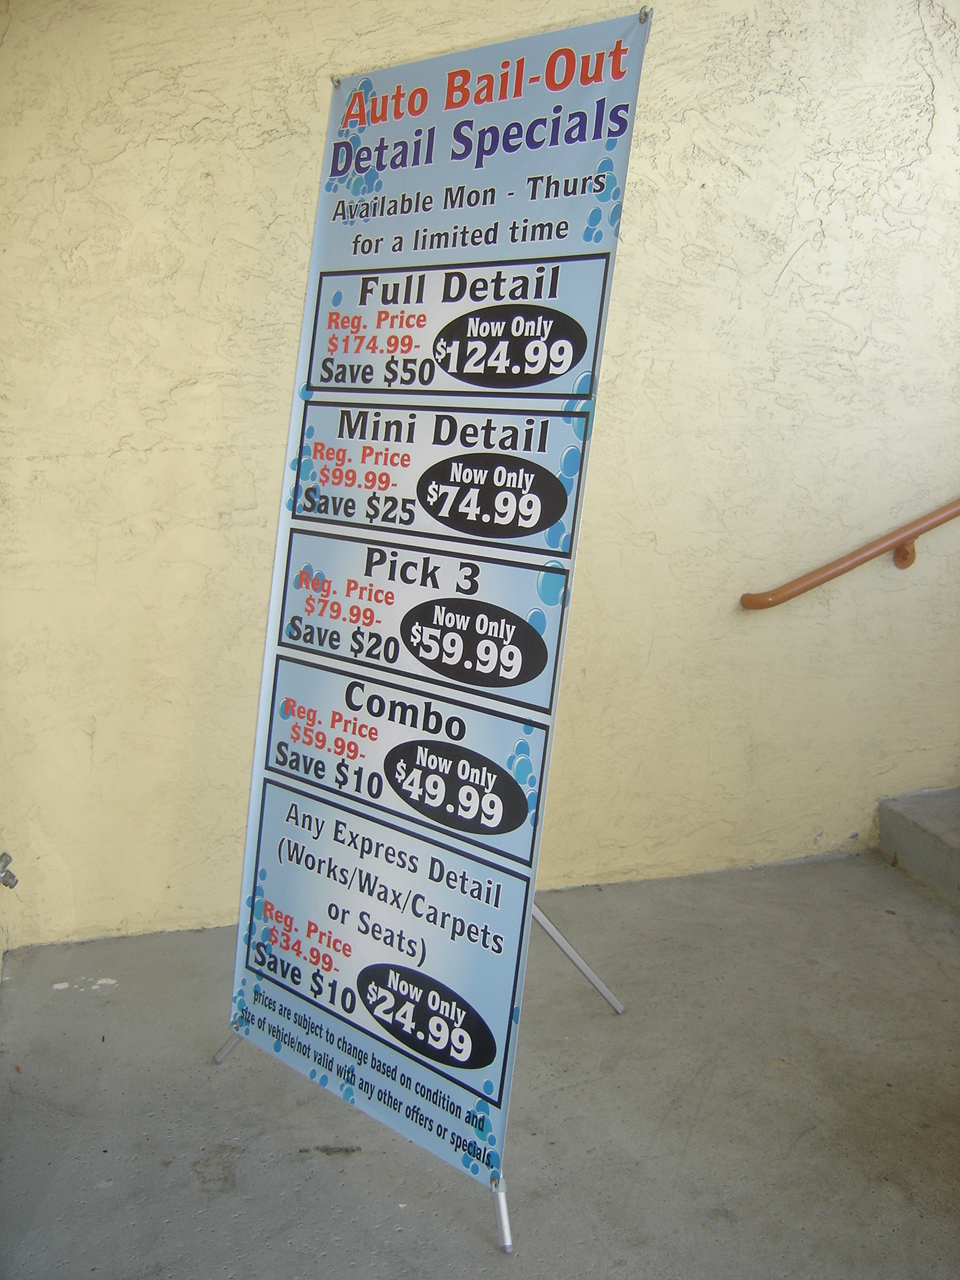 Auto Bail-Out
Detail Specials
Available Mon - Thurs
for a limited time
Full Detail
Reg. Price
$174.99-
Save $50
Now Only
$124.99
Mini Detail
Reg. Price
$99.99-
Save $25
Now Only
$74.99
Pick 3
Reg. Price
$79.99-
Save $20
Now Only
$59.99
Combo
Reg. Price
$59.99-
Save $10
Now Only
$49.99
Any Express Detail
(Works/Wax/Carpets
or Seats)
Reg. Price
$34.99-
Save $10
Now Only
$24.99
prices are subject to change based on condition and
size of vehicle/not valid with any other offers or specials.